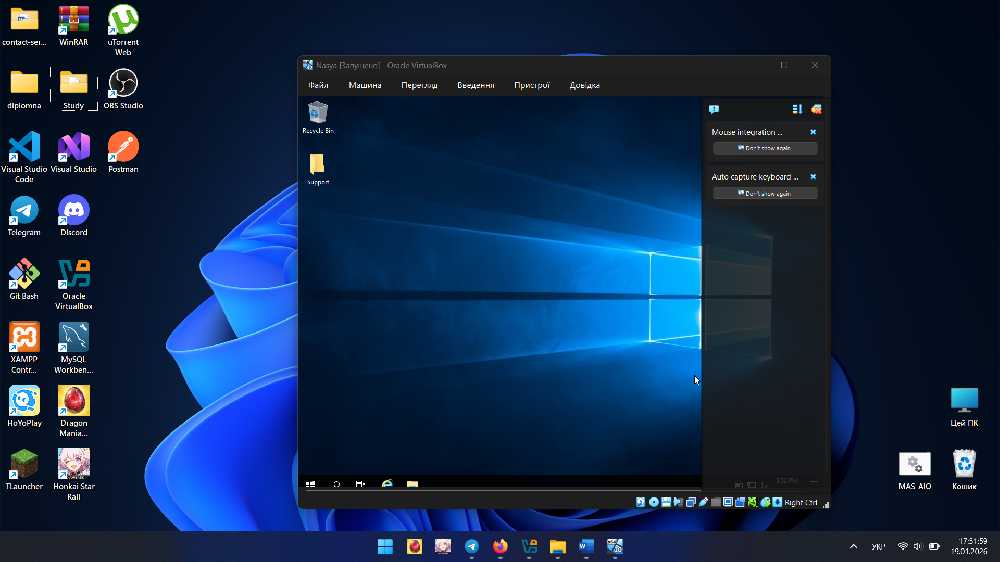 contact-ser...
WinRAR
uTorrent
Web
diplomna
Study
OBS Studio
Visual Studio
Code
Visual Studio
Postman
Telegram
Discord
Git Bash
Oracle
VirtualBox
XAMPP
Contr...
MySQL
Workben...
HoYoPlay
Dragon
Mania...
TLauncher
Honkai Star
Rail
HOYOVERSE
Nasya [Запущено] - Oracle VirtualBox
Файл Машина Перегляд Введення Пристрої Довідка
Recycle Bin
Support
Mouse integration ...
Don't show again
Auto capture keyboard ...
Don't show again
5:52 PM
Right Ctrl
Цей ПК
MAS_AIO
Кошик
УКР
17:51:59
19.01.2026